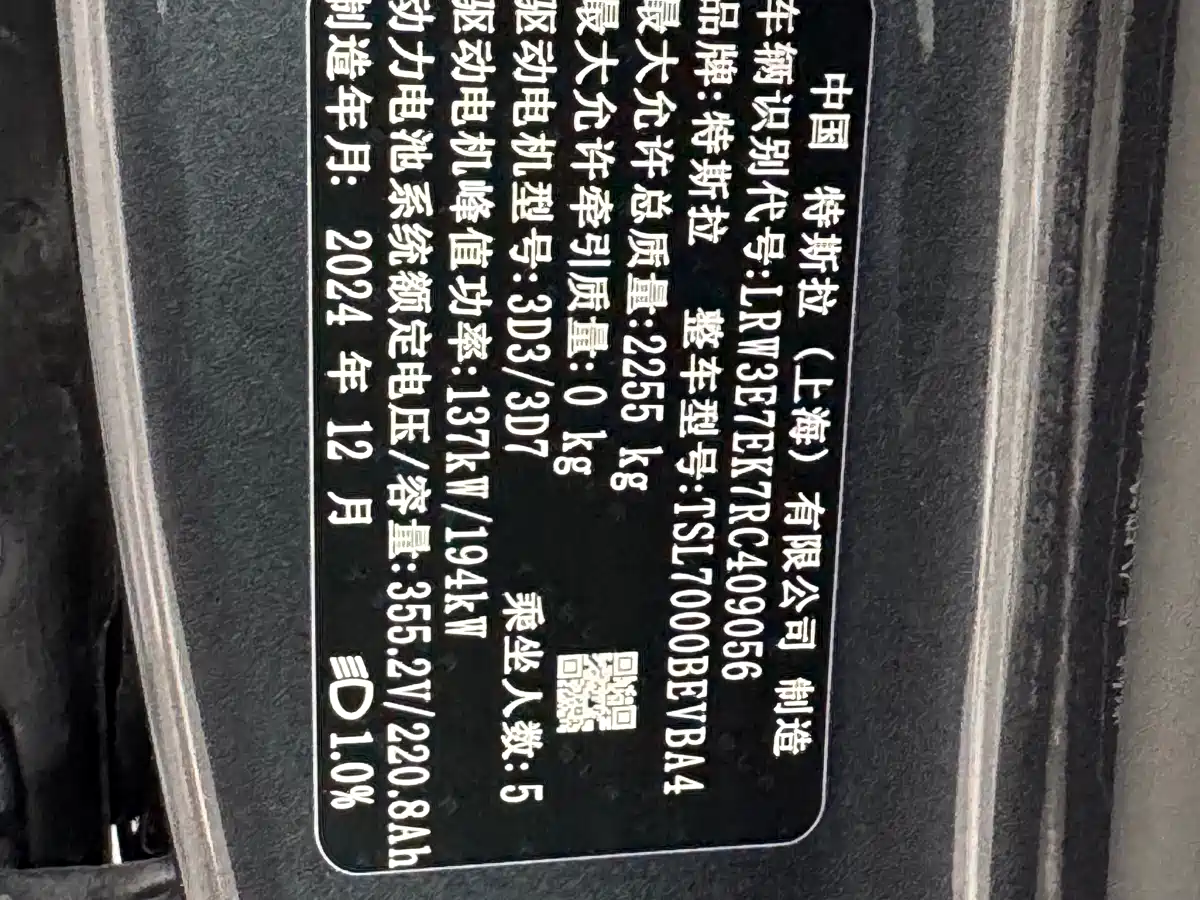 中国 特斯拉（上海）有限公司 制造
车辆识别代号:LRW3E7EK7RC409056
品牌:特斯拉 整车型号:TSL7000BEVBA4
最大允许总质量:2255 kg
最大允许牵引质量:0 kg
驱动电机型号:3D3/3D7 乘坐人数:5
驱动电机峰值功率:137kW/194kW
动力电池系统额定电压/容量:355.2V/220.8Ah
制造年月: 2024 年 12 月 1.0%